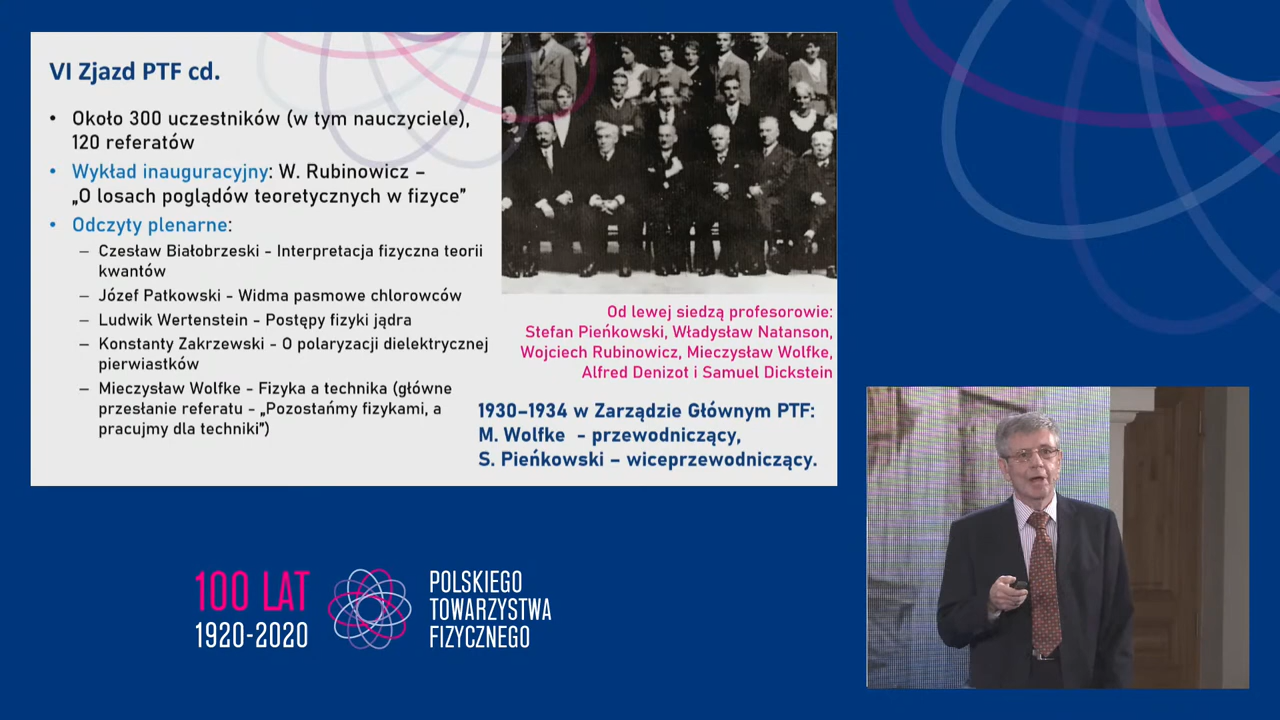 VI Zjazd PTF cd.
• Około 300 uczestników (w tym nauczyciele),
120 referatów
• Wykład inauguracyjny: W. Rubinowicz –
„O losach poglądów teoretycznych w fizyce”
• Odczyty plenarne:
– Czesław Białobrzeski - Interpretacja fizyczna teorii
kwantów
– Józef Patkowski - Widma pasmowe chlorowców
– Ludwik Wertenstein - Postępy fizyki jądra
– Konstanty Zakrzewski - O polaryzacji dielektrycznej
pierwiastków
– Mieczysław Wolfke - Fizyka a technika (główne
przesłanie referatu - „Pozostańmy fizykami, a
pracujmy dla techniki”)
Od lewej siedzą profesorowie:
Stefan Pieńkowski, Władysław Natanson,
Wojciech Rubinowicz, Mieczysław Wolfke,
Alfred Denizot i Samuel Dickstein
1930–1934 w Zarządzie Głównym PTF:
M. Wolfke - przewodniczący,
S. Pieńkowski – wiceprzewodniczący.
100 LAT
1920-2020
POLSKIEGO
TOWARZYSTWA
FIZYCZNEGO